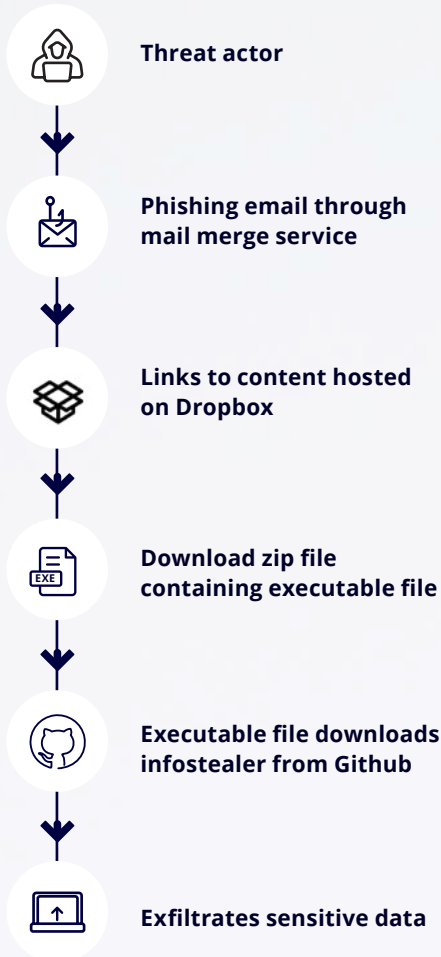 Threat actor
Phishing email through
mail merge service
Links to content hosted
on Dropbox
EXE
Download zip file
containing executable file
Executable file downloads
infostealer from Github
Exfiltrates sensitive data